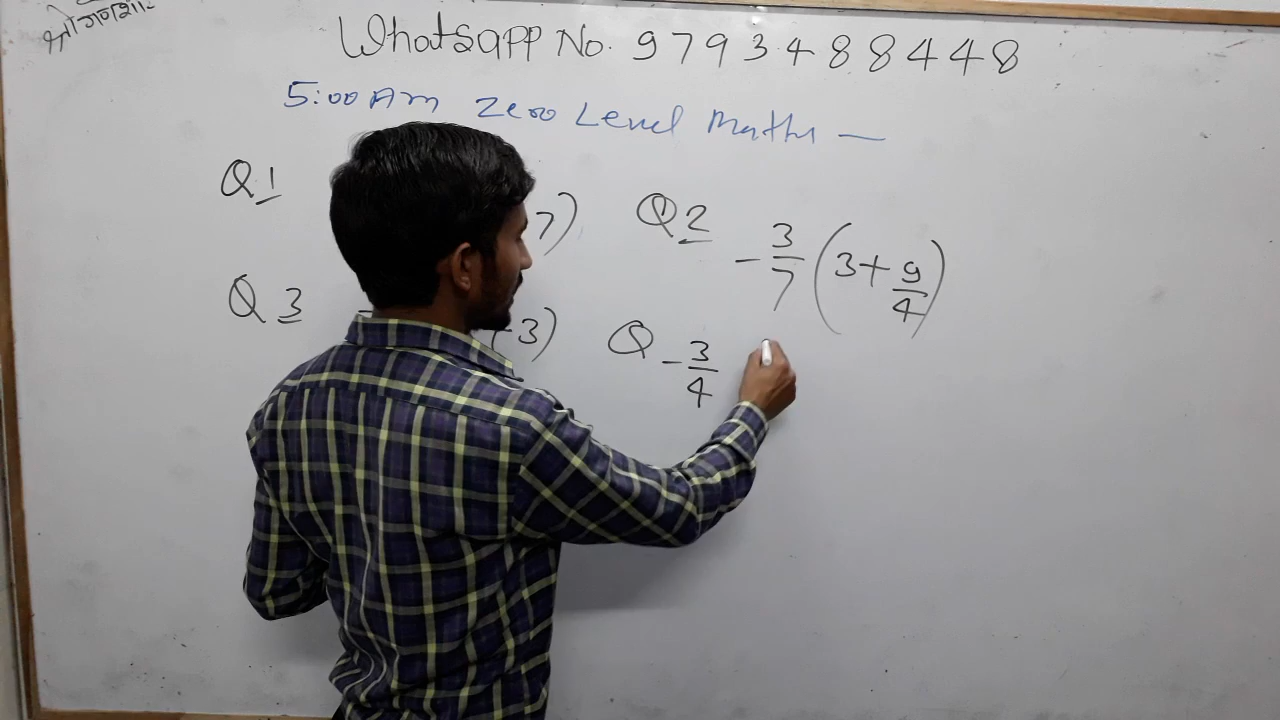 श्री गणेशा
Whatsapp No. 9793488448
5:00 Am Zero Level Maths —
Q1 7)
Q2 -3/7 (3+9/4)
Q3 -3)
Q -3/4